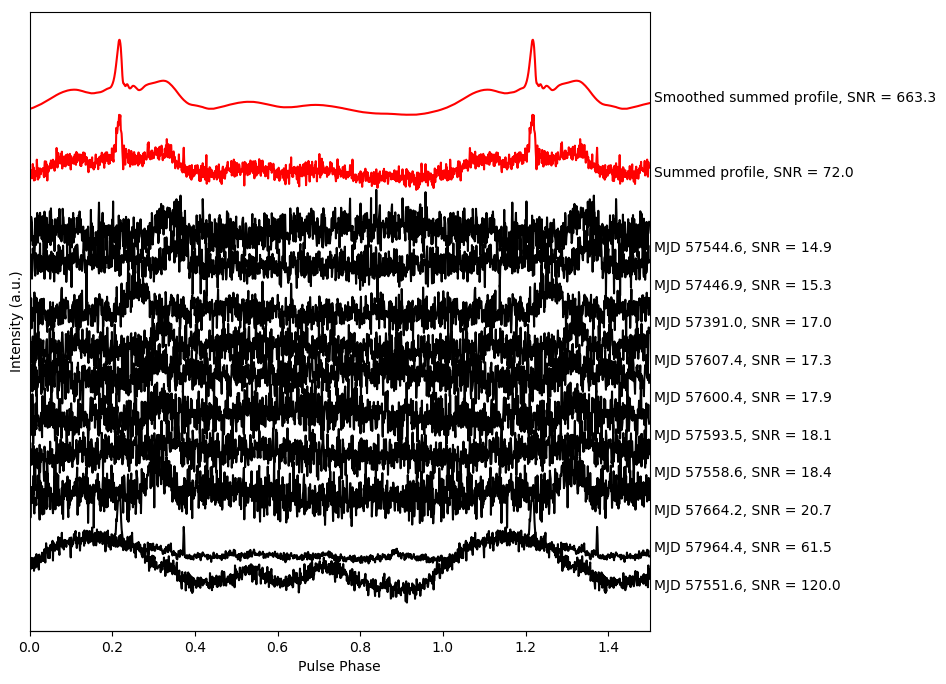 Smoothed summed profile, SNR = 663.3
Summed profile, SNR = 72.0
MJD 57544.6, SNR = 14.9
MJD 57446.9, SNR = 15.3
MJD 57391.0, SNR = 17.0
MJD 57607.4, SNR = 17.3
MJD 57600.4, SNR = 17.9
MJD 57593.5, SNR = 18.1
MJD 57558.6, SNR = 18.4
MJD 57664.2, SNR = 20.7
MJD 57964.4, SNR = 61.5
MJD 57551.6, SNR = 120.0
Intensity (a.u.)
0.0 0.2 0.4 0.6 0.8 1.0 1.2 1.4
Pulse Phase